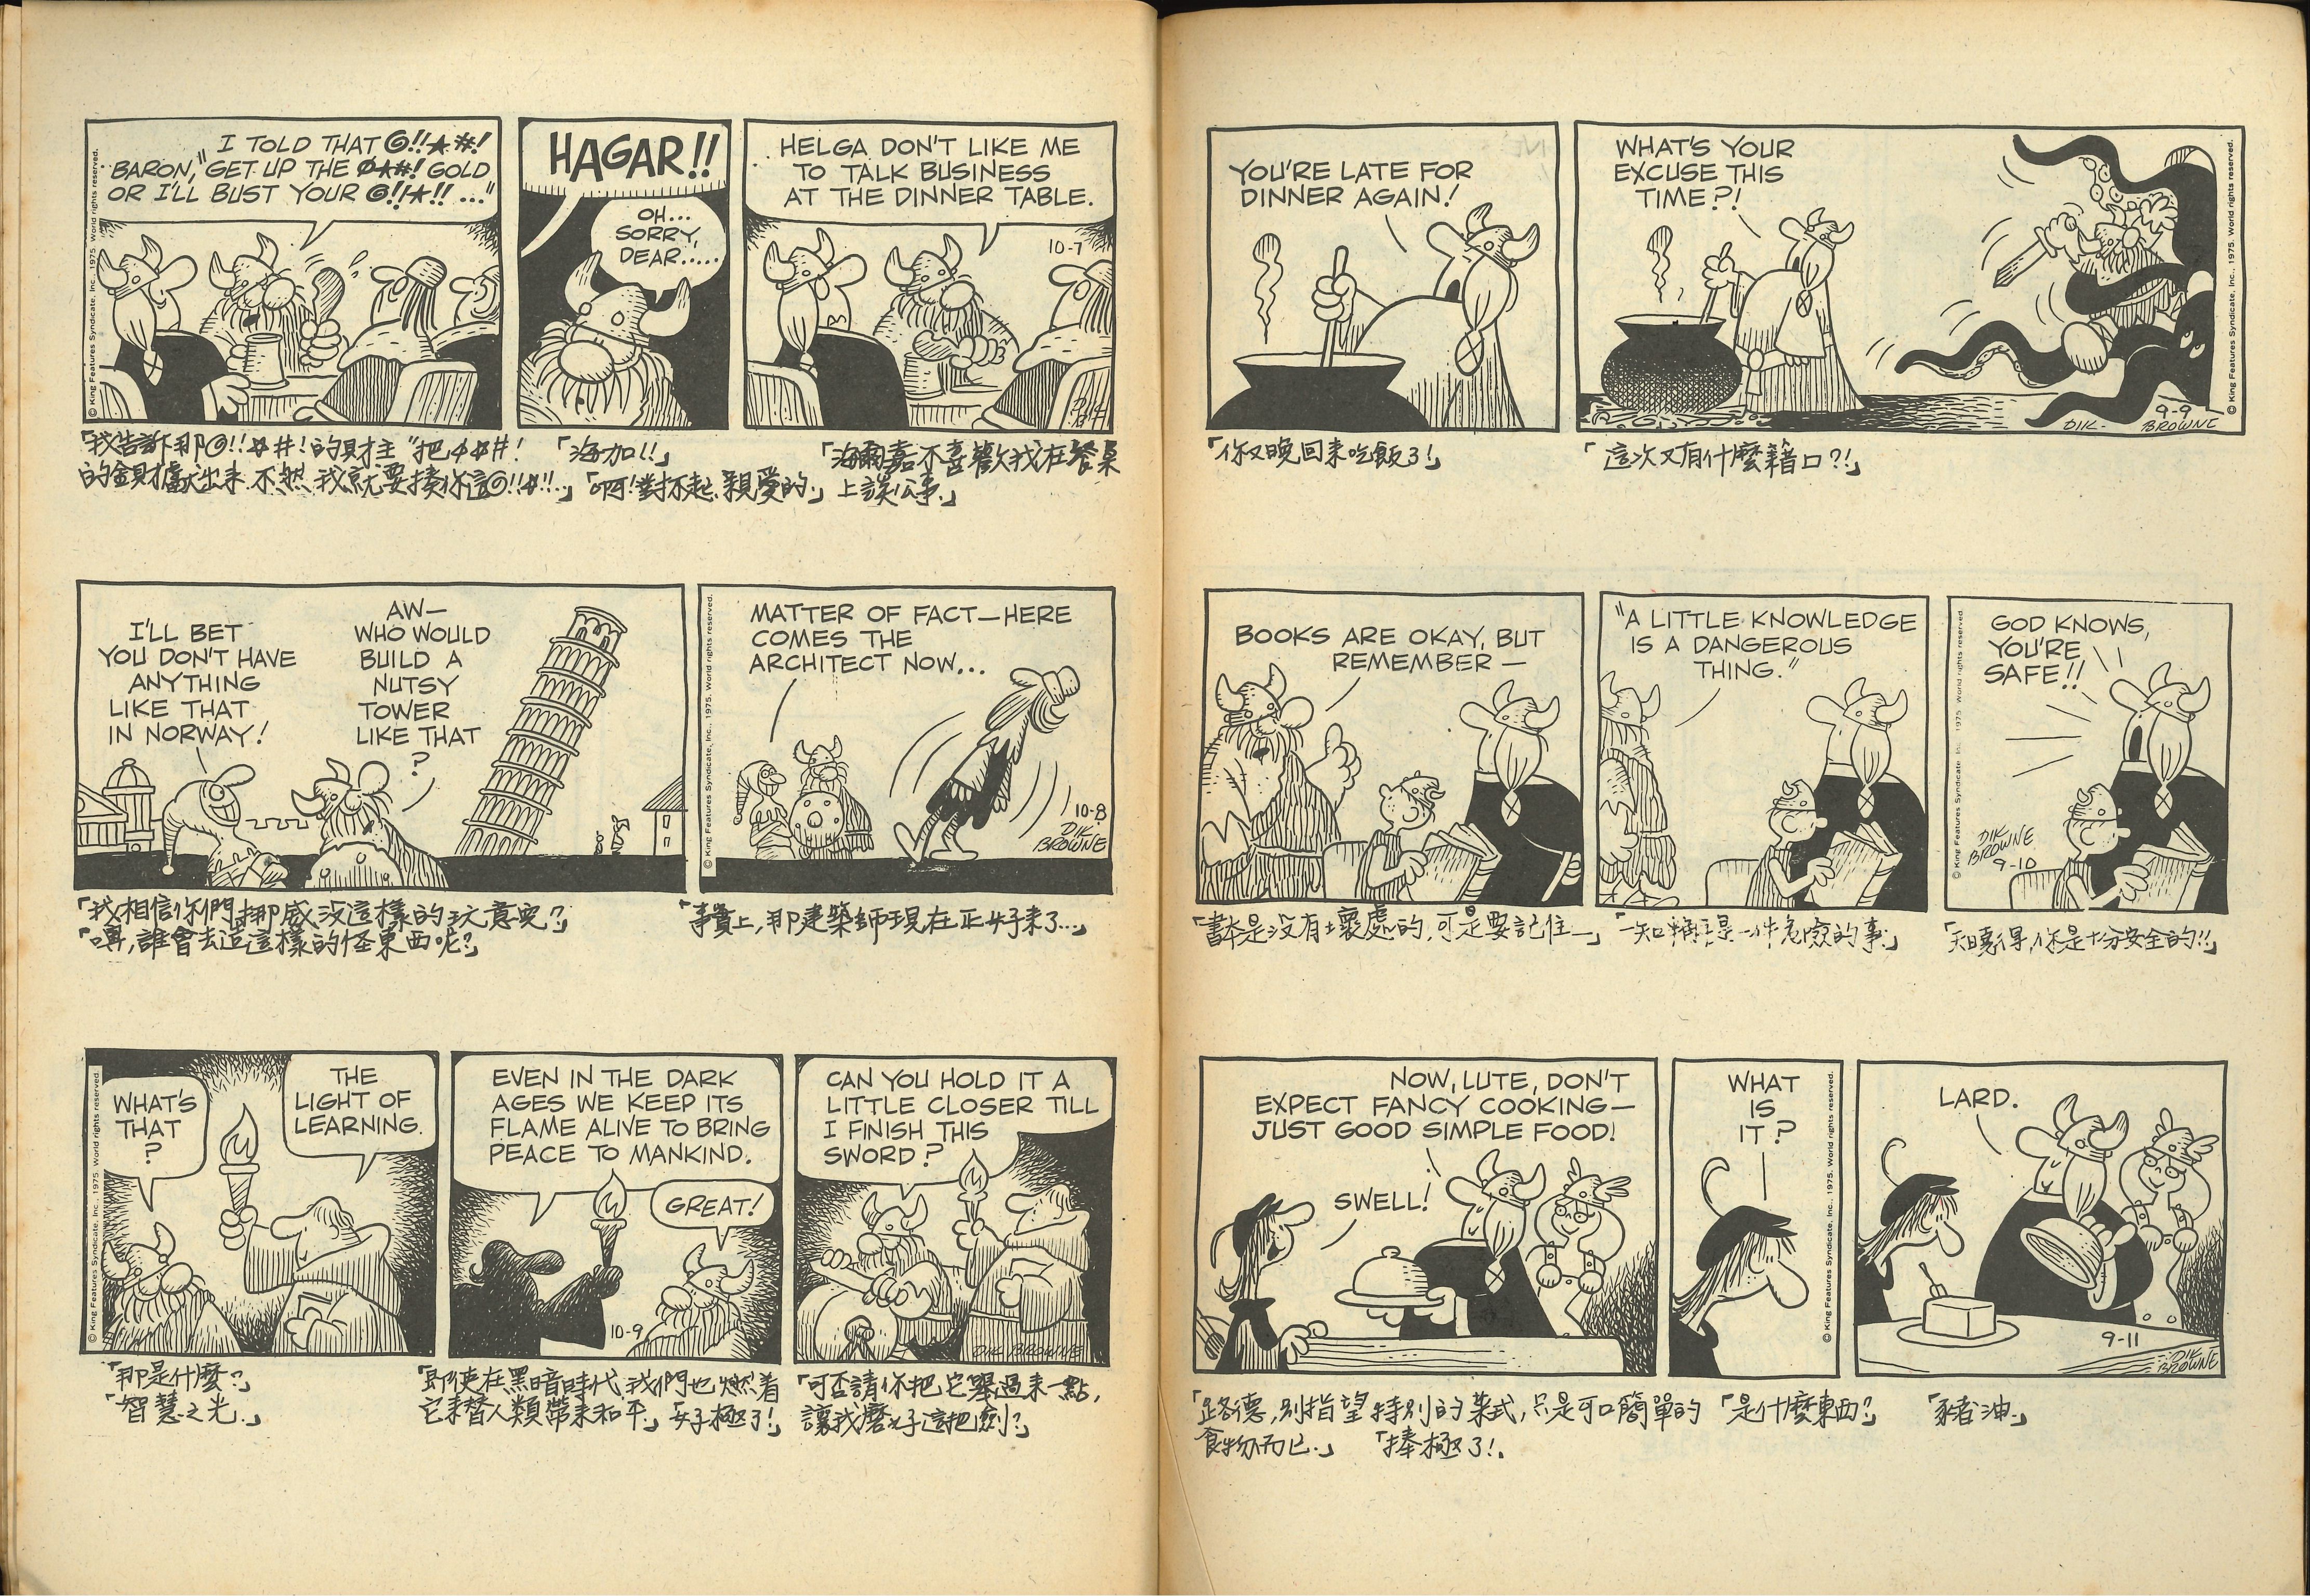 I TOLD THAT @!!★#!
BARON, "GET UP THE Ø★#! GOLD
OR I'LL BUST YOUR @!!★!! ..."
HAGAR!!
OH...
SORRY,
DEAR.....
HELGA DON'T LIKE ME
TO TALK BUSINESS
AT THE DINNER TABLE.
10-7
© King Features Syndicate, Inc., 1975. World rights reserved.
「我告訴那@!!##!的財主"把##!
的錢財獻出来不然我就要揍你這@!!#!!…」
「海加!!」
「啊!對不起.親愛的.」
「海爾嘉不喜歡我在餐桌
上談公事.」
I'LL BET
YOU DON'T HAVE
ANYTHING
LIKE THAT
IN NORWAY!
AW—
WHO WOULD
BUILD A
NUTSY
TOWER
LIKE THAT
?
MATTER OF FACT—HERE
COMES THE
ARCHITECT NOW...
© King Features Syndicate, Inc., 1975. World rights reserved.
10-8
DIK
BROWNE
「我相信你們挪威没這樣的玩意兒?」
「嘿,誰會去造這樣的怪東西呢?」
「事實上,那建築師現在正好来了…」
WHAT'S
THAT
?
THE
LIGHT OF
LEARNING.
© King Features Syndicate, Inc., 1975. World rights reserved.
EVEN IN THE DARK
AGES WE KEEP ITS
FLAME ALIVE TO BRING
PEACE TO MANKIND.
GREAT!
10-9
CAN YOU HOLD IT A
LITTLE CLOSER TILL
I FINISH THIS
SWORD?
DIK BROWNE
「那是什麼?」
「智慧之光.」
「即使在黑暗時代.我們也燃着
它来替人類帶来和平.」「好極了!」
「可否請你把它舉過来一點,
讓我磨好這把劍?」
YOU'RE LATE FOR
DINNER AGAIN!
WHAT'S YOUR
EXCUSE THIS
TIME?!
© King Features Syndicate, Inc., 1975. World rights reserved.
9-9
DIK-
BROWNE
「你又晚回来吃飯了!」
「這次又有什麼藉口?!」
BOOKS ARE OKAY, BUT
REMEMBER —
"A LITTLE KNOWLEDGE
IS A DANGEROUS
THING."
GOD KNOWS,
YOU'RE
SAFE!!
© King Features Syndicate, Inc., 1975. World rights reserved.
DIK
BROWNE
9-10
「書本是没有壞處的,可是要記住—」
「一知半解是一件危險的事.」
「天曉得,你是十分安全的!!」
NOW, LUTE, DON'T
EXPECT FANCY COOKING—
JUST GOOD SIMPLE FOOD!
SWELL!
WHAT
IS
IT?
© King Features Syndicate, Inc., 1975. World rights reserved.
LARD.
9-11
DIK
BROWNE
「路德,別指望特別的菜式,只是可口簡單的
食物而已.」
「捧極了!.
「是什麼東西?」
「豬油.」